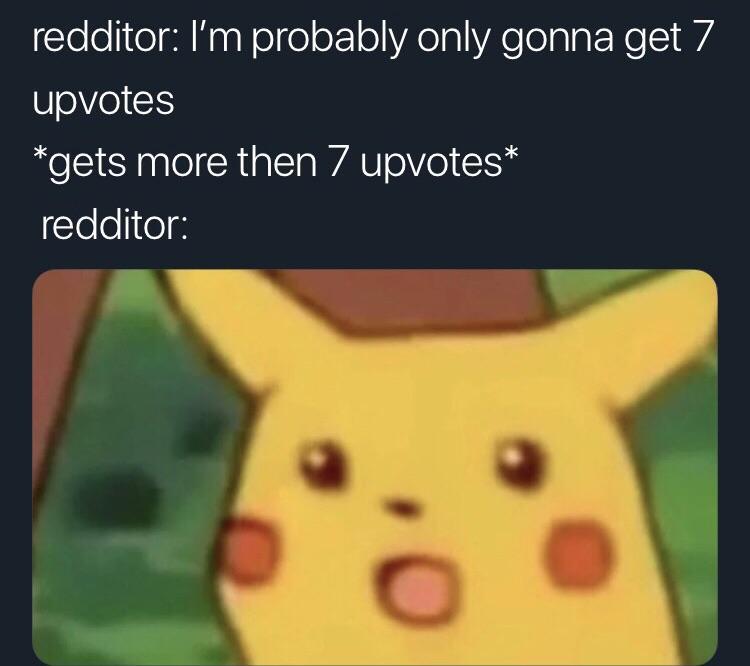 redditor: I’m probably only gonna get 7
upvotes
*gets more then 7 upvotes*
redditor: